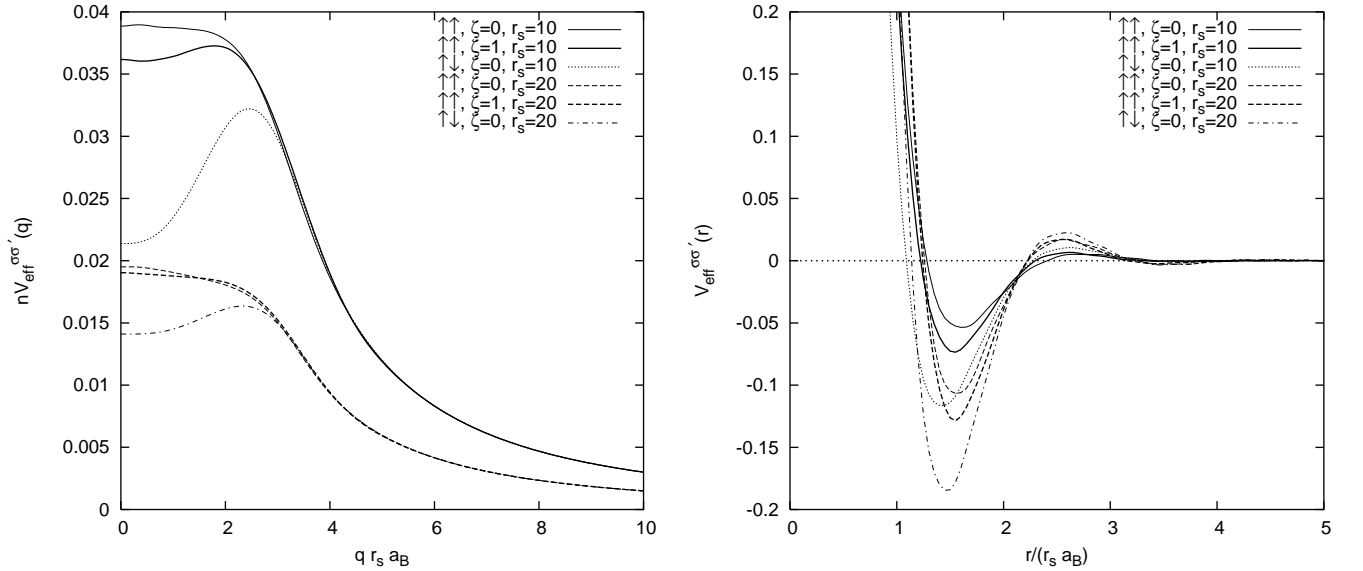 0.04
0.035
0.03
0.025
0.02
0.015
0.01
0.005
0
0 2 4 6 8 10
q r_s a_B
nV_eff^σσ´(q)
↑↑, ζ=0, r_s=10
↑↑, ζ=1, r_s=10
↑↓, ζ=0, r_s=10
↑↑, ζ=0, r_s=20
↑↑, ζ=1, r_s=20
↑↓, ζ=0, r_s=20
0.2
0.15
0.1
0.05
0
-0.05
-0.1
-0.15
-0.2
0 1 2 3 4 5
r/(r_s a_B)
V_eff^σσ´(r)
↑↑, ζ=0, r_s=10
↑↑, ζ=1, r_s=10
↑↓, ζ=0, r_s=10
↑↑, ζ=0, r_s=20
↑↑, ζ=1, r_s=20
↑↓, ζ=0, r_s=20